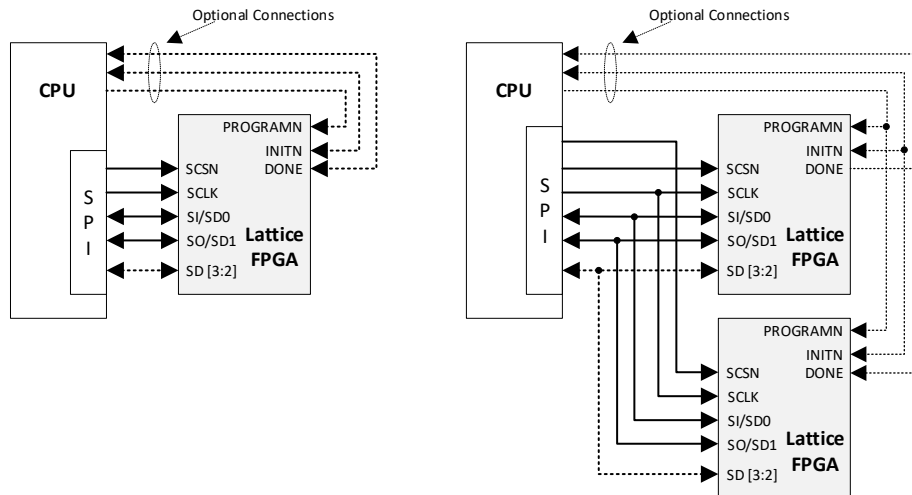 Optional Connections
CPU
PROGRAMN
INITN
DONE
SPI
SCSN
SCLK
SI/SD0
SO/SD1
SD [3:2]
Lattice
FPGA
Optional Connections
CPU
SPI
PROGRAMN
INITN
DONE
SCSN
SCLK
SI/SD0
SO/SD1
SD [3:2]
Lattice
FPGA
PROGRAMN
INITN
DONE
SCSN
SCLK
SI/SD0
SO/SD1
SD [3:2]
Lattice
FPGA